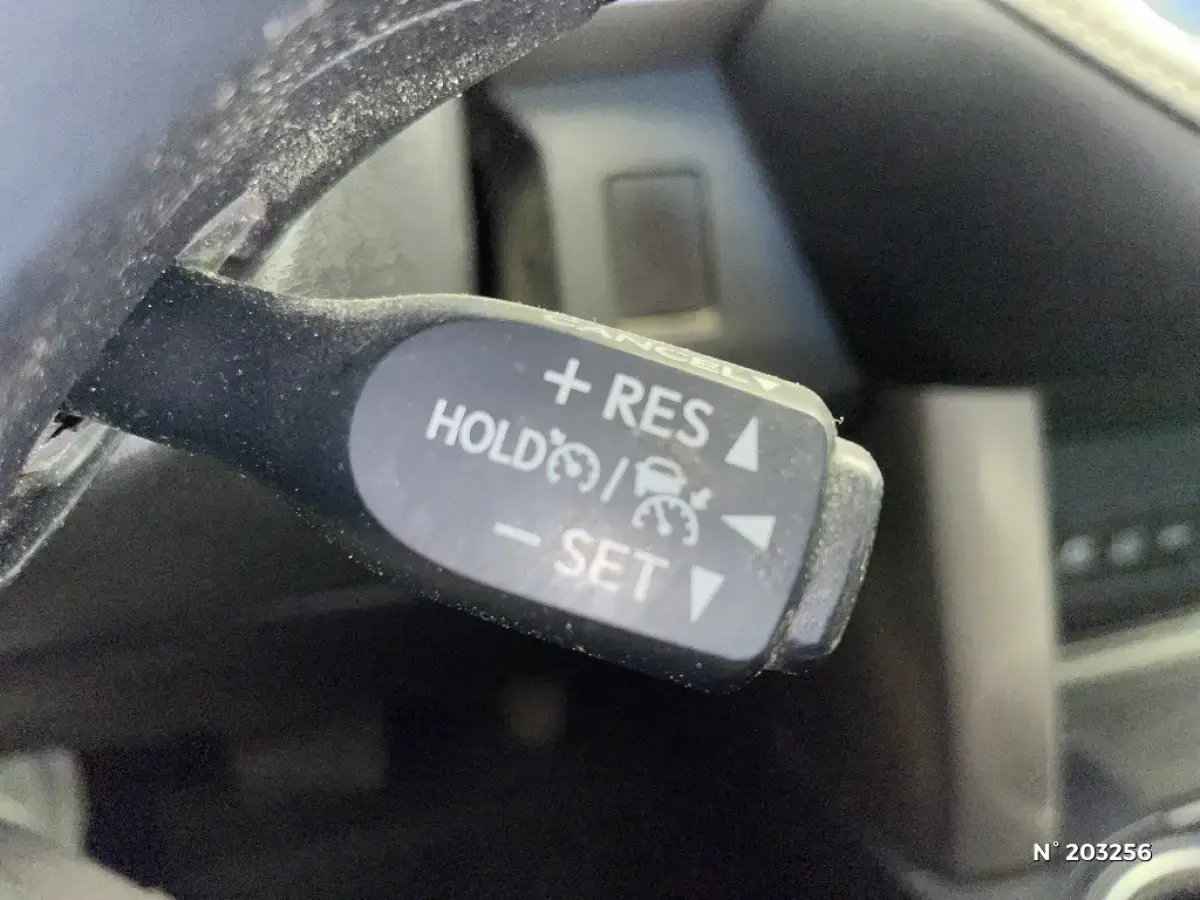 CANCEL
+ RES
HOLD /
- SET
N° 203256